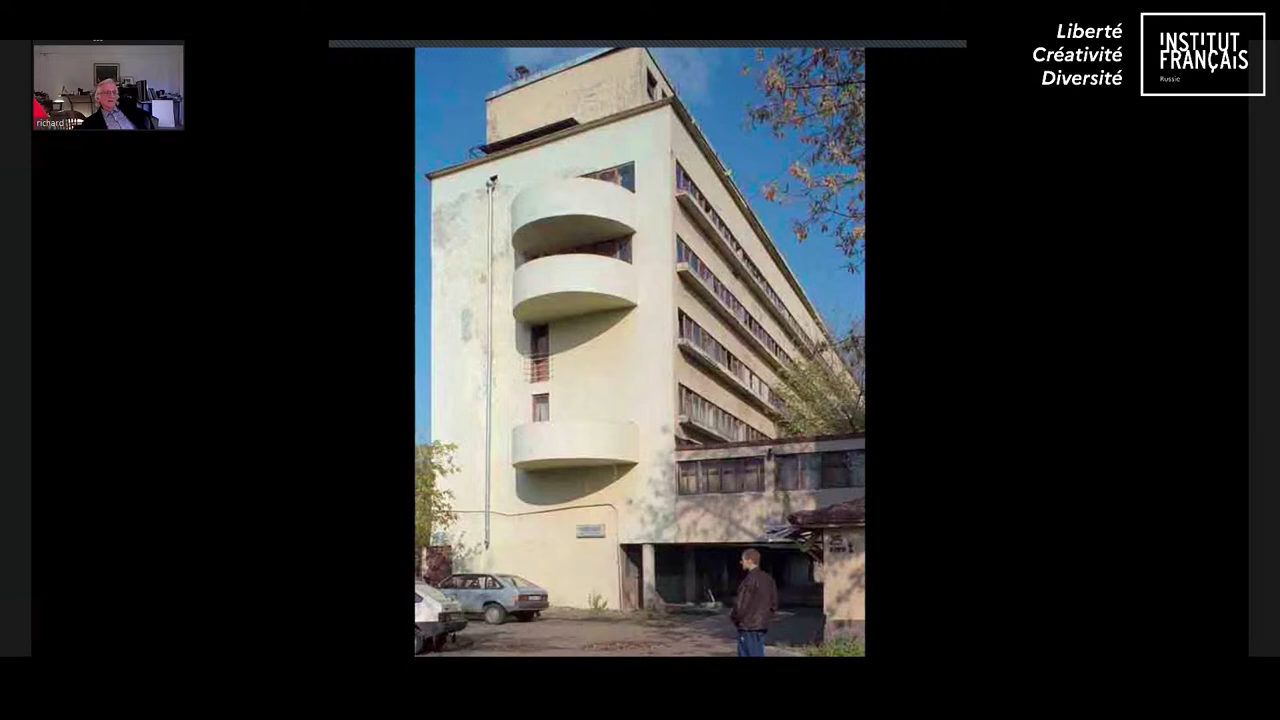 richard
Liberté
Créativité
Diversité
INSTITUT
FRANÇAIS
Russie